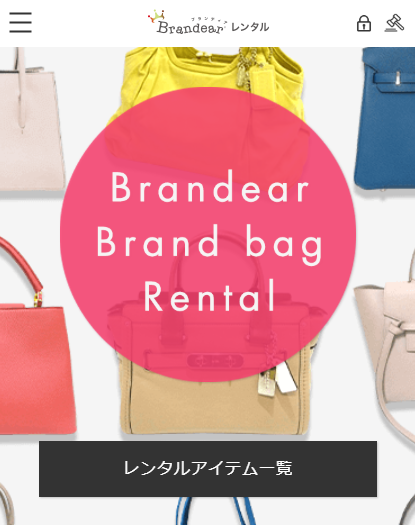 ブランディア
Brandear レンタル
Brandear
Brand bag
Rental
レンタルアイテム一覧